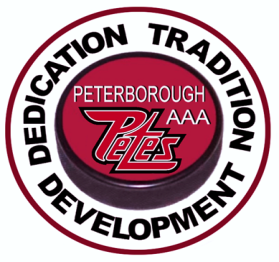 DEDICATION TRADITION
DEVELOPMENT
PETERBOROUGH
AAA
Petes